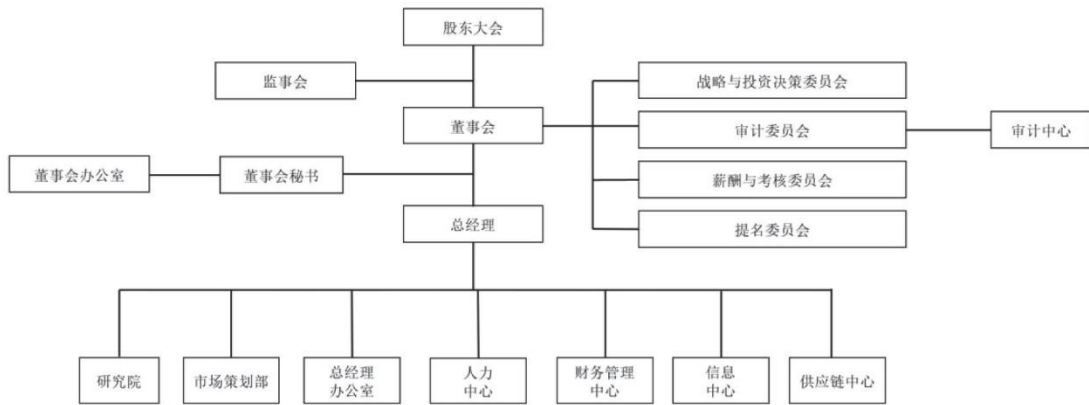 股东大会
监事会
战略与投资决策委员会
董事会
审计委员会
审计中心
董事会办公室
董事会秘书
薪酬与考核委员会
总经理
提名委员会
研究院
市场策划部
总经理
办公室
人力
中心
财务管理
中心
信息
中心
供应链中心